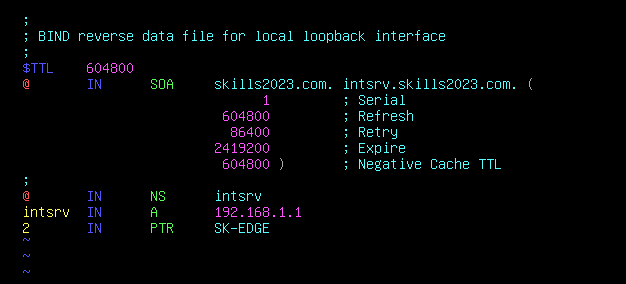 ;
; BIND reverse data file for local loopback interface
;
$TTL    604800
@       IN      SOA     skills2023.com. intsrv.skills2023.com. (
                              1         ; Serial
                         604800         ; Refresh
                          86400         ; Retry
                        2419200         ; Expire
                         604800 )       ; Negative Cache TTL
;
@       IN      NS      intsrv
intsrv  IN      A       192.168.1.1
2       IN      PTR     SK-EDGE
~
~
~